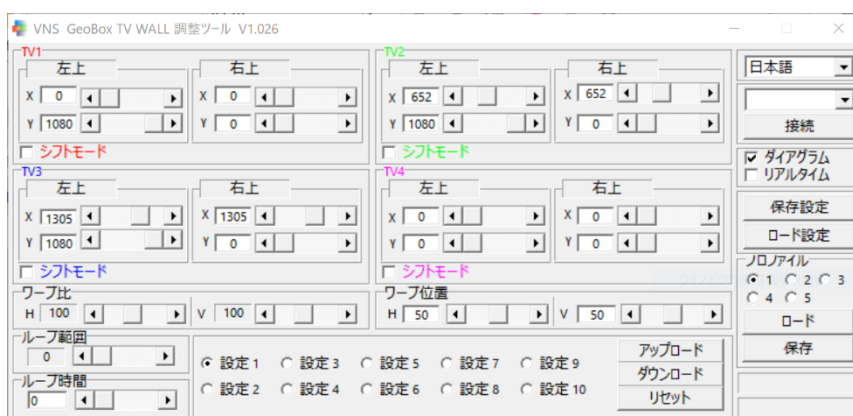 VNS GeoBox TV WALL 調整ツール V1.026
TV1
左上 右上
X 0 X 0
Y 1080 Y 0
シフトモード
TV2
左上 右上
X 652 X 652
Y 1080 Y 0
シフトモード
TV3
左上 右上
X 1305 X 1305
Y 1080 Y 0
シフトモード
TV4
左上 右上
X 0 X 0
Y 0 Y 0
シフトモード
ワープ比
H 100 V 100
ワープ位置
H 50 V 50
ループ範囲
0
ループ時間
0
設定 1 設定 3 設定 5 設定 7 設定 9
設定 2 設定 4 設定 6 設定 8 設定 10
アップロード
ダウンロード
リセット
日本語
接続
ダイアグラム
リアルタイム
保存設定
ロード設定
プロファイル
1 2 3
4 5
ロード
保存